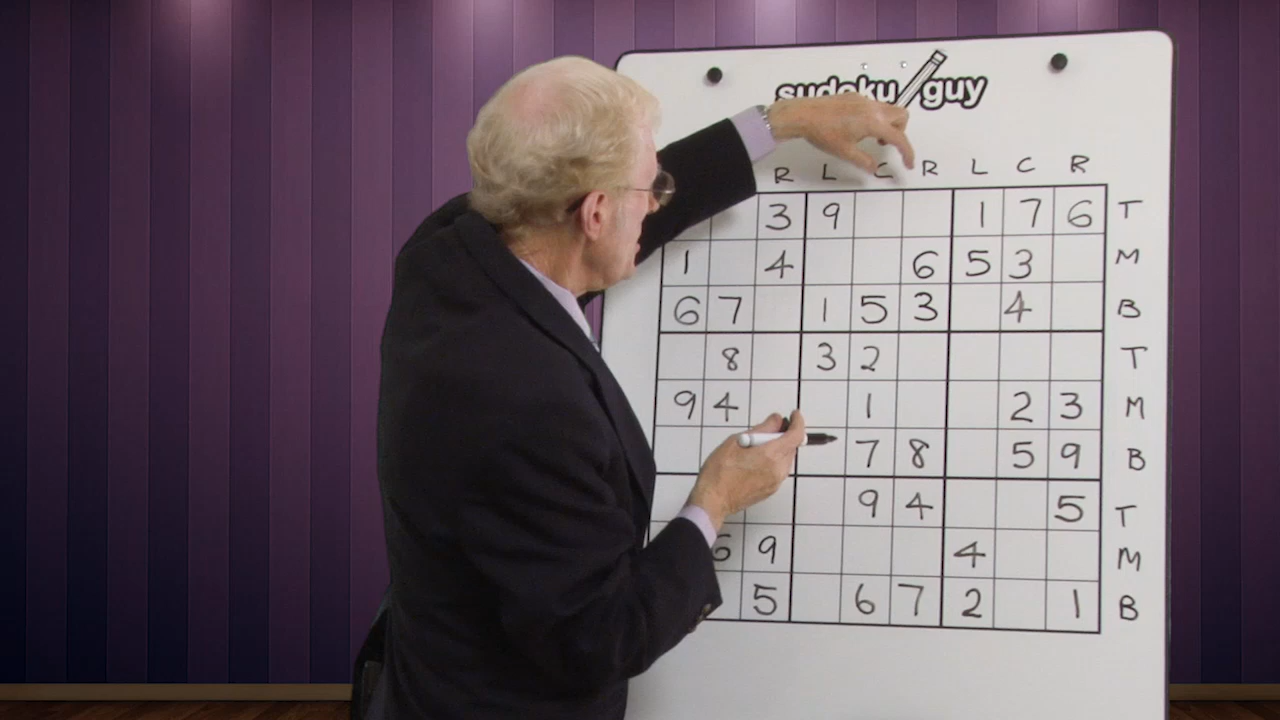 sudoku guy
R L C R L C R
3 9 1 7 6 T
1 4 6 5 3 M
6 7 1 5 3 4 B
8 3 2 T
9 4 1 2 3 M
7 8 5 9 B
9 4 5 T
6 9 4 M
5 6 7 2 1 B